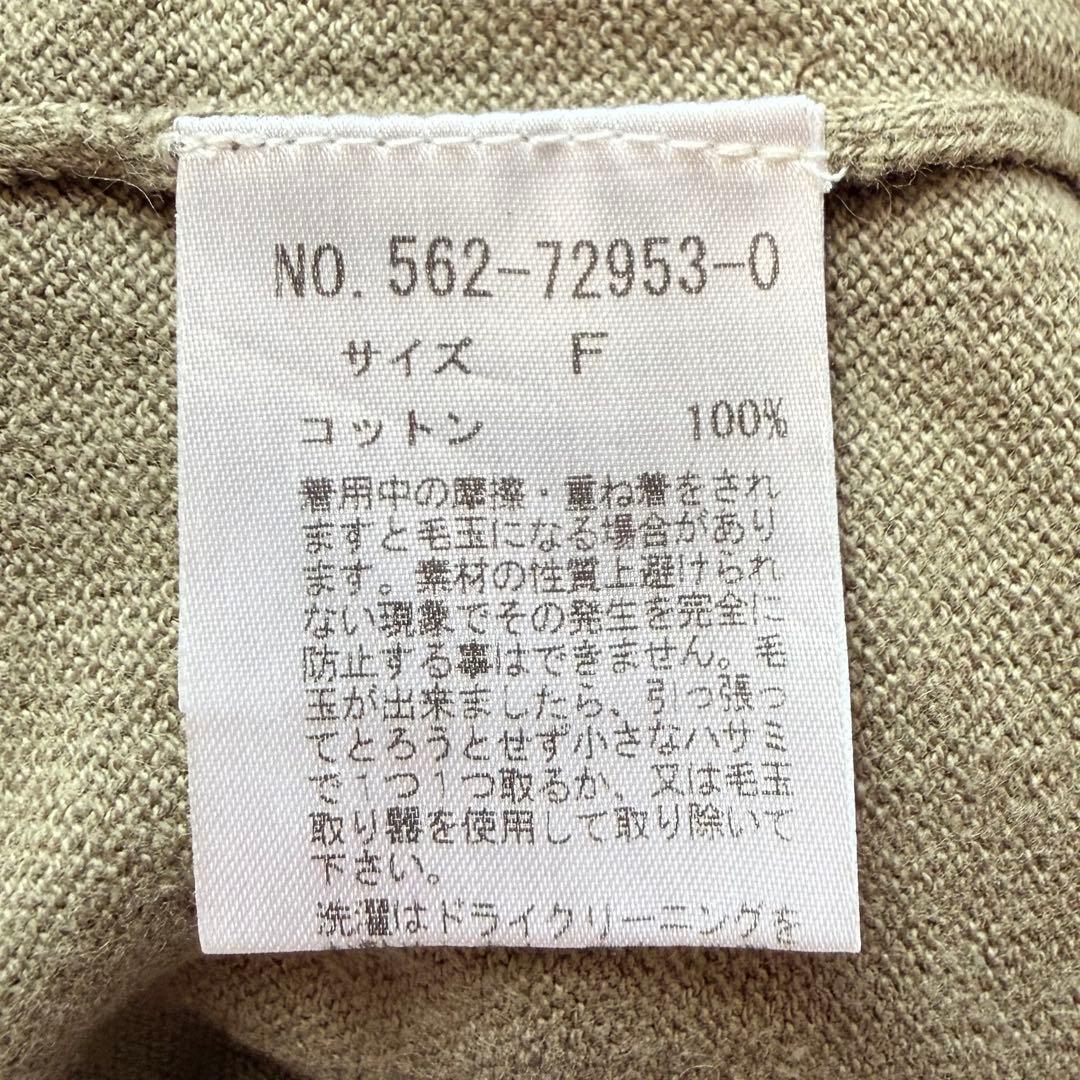 NO. 562-72953-0
サイズ F
コットン 100%
着用中の摩擦・重ね着をされ
ますと毛玉になる場合があり
ます。素材の性質上避けられ
ない現象でその発生を完全に
防止する事はできません。毛
玉が出来ましたら、引っ張っ
てとろうとせず小さなハサミ
で1つ1つ取るか、又は毛玉
取り器を使用して取り除いて
下さい。
洗濯はドライクリーニングを